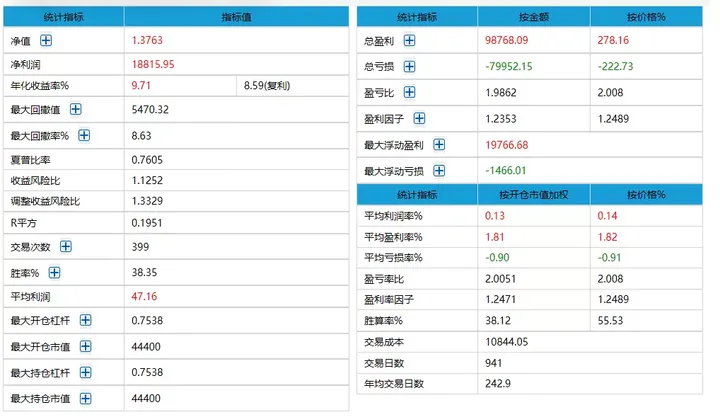 统计指标 指标值
净值 1.3763
净利润 18815.95
年化收益率% 9.71 8.59(复利)
最大回撤值 5470.32
最大回撤率% 8.63
夏普比率 0.7605
收益风险比 1.1252
调整收益风险比 1.3329
R平方 0.1951
交易次数 399
胜率% 38.35
平均利润 47.16
最大开仓杠杆 0.7538
最大开仓市值 44400
最大持仓杠杆 0.7538
最大持仓市值 44400
统计指标 按金额 按价格%
总盈利 98768.09 278.16
总亏损 -79952.15 -222.73
盈亏比 1.9862 2.008
盈利因子 1.2353 1.2489
最大浮动盈利 19766.68
最大浮动亏损 -1466.01
统计指标 按开仓市值加权 按价格%
平均利润率% 0.13 0.14
平均盈利率% 1.81 1.82
平均亏损率% -0.90 -0.91
盈亏率比 2.0051 2.008
盈利率因子 1.2471 1.2489
胜算率% 38.12 55.53
交易成本 10844.05
交易日数 941
年均交易日数 242.9